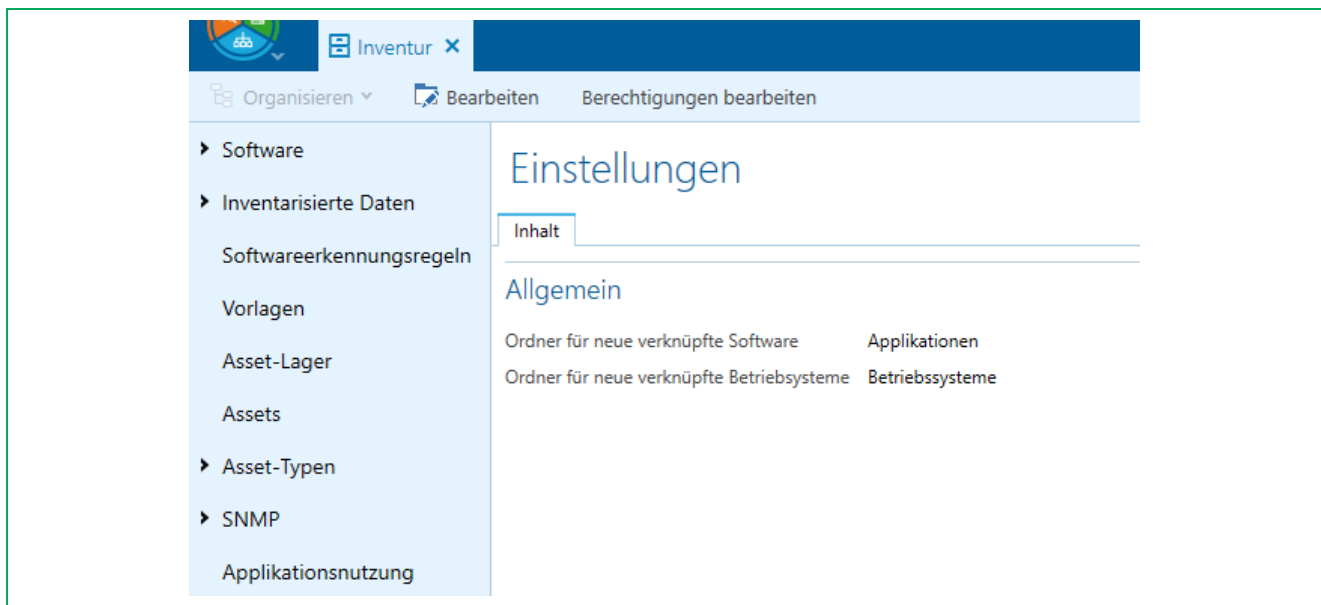 Inventur
Organisieren
Bearbeiten
Berechtigungen bearbeiten
Software
Inventarisierte Daten
Softwareerkennungsregeln
Vorlagen
Asset-Lager
Assets
Asset-Typen
SNMP
Applikationsnutzung
Einstellungen
Inhalt
Allgemein
Ordner für neue verknüpfte Software Applikationen
Ordner für neue verknüpfte Betriebsysteme Betriebssysteme